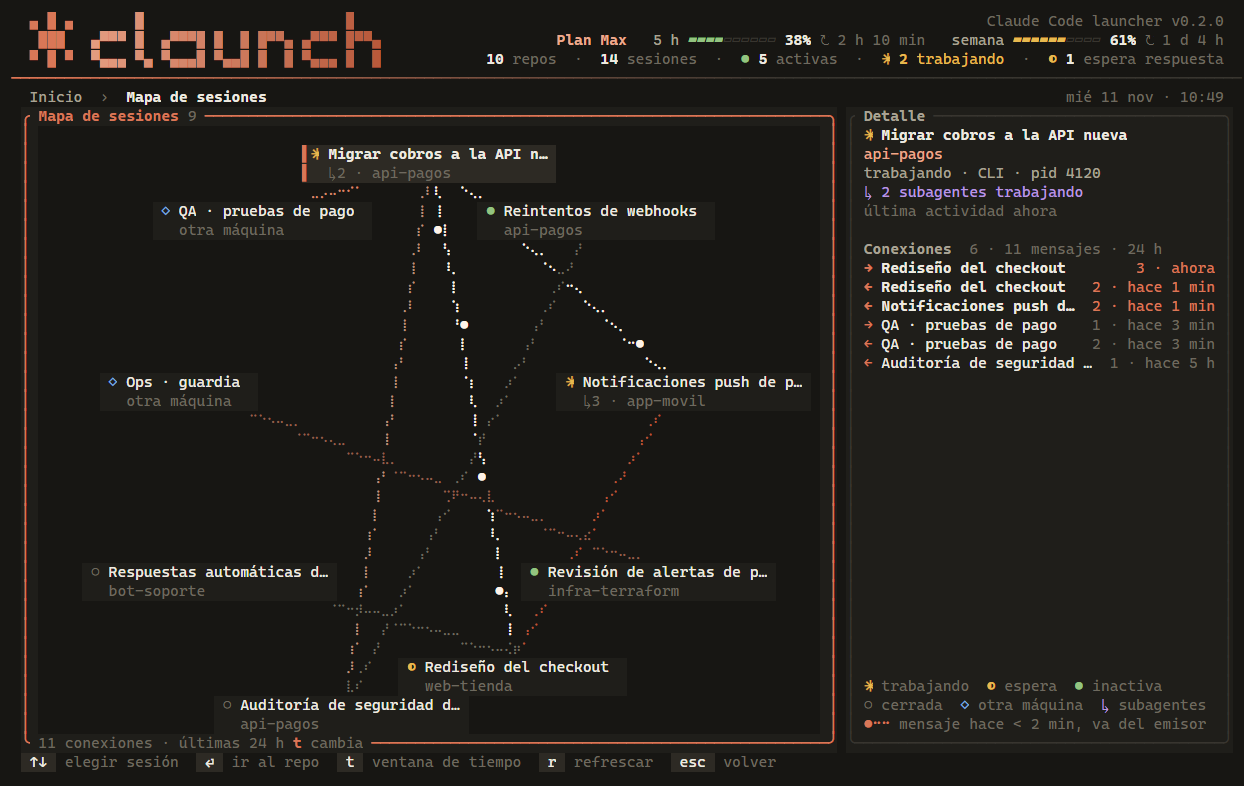 claunch
Claude Code launcher v0.2.0
Plan Max 5 h 38% 2 h 10 min semana 61% 1 d 4 h
10 repos · 14 sesiones · ● 5 activas · 2 trabajando · 1 espera respuesta
Inicio › Mapa de sesiones
mié 11 nov · 10:49
Mapa de sesiones 9
Migrar cobros a la API n…
↳2 · api-pagos
◇ QA · pruebas de pago
otra máquina
● Reintentos de webhooks
api-pagos
◇ Ops · guardia
otra máquina
Notificaciones push de p…
↳3 · app-movil
○ Respuestas automáticas d…
bot-soporte
● Revisión de alertas de p…
infra-terraform
Rediseño del checkout
web-tienda
○ Auditoría de seguridad d…
api-pagos
11 conexiones · últimas 24 h t cambia
Detalle
Migrar cobros a la API nueva
api-pagos
trabajando · CLI · pid 4120
↳ 2 subagentes trabajando
última actividad ahora
Conexiones 6 · 11 mensajes · 24 h
→ Rediseño del checkout 3 · ahora
← Rediseño del checkout 2 · hace 1 min
← Notificaciones push d… 2 · hace 1 min
→ QA · pruebas de pago 1 · hace 3 min
← QA · pruebas de pago 2 · hace 3 min
← Auditoría de seguridad … 1 · hace 5 h
trabajando espera ● inactiva
○ cerrada ◇ otra máquina ↳ subagentes
mensaje hace < 2 min, va del emisor
↑↓ elegir sesión ↵ ir al repo t ventana de tiempo r refrescar esc volver